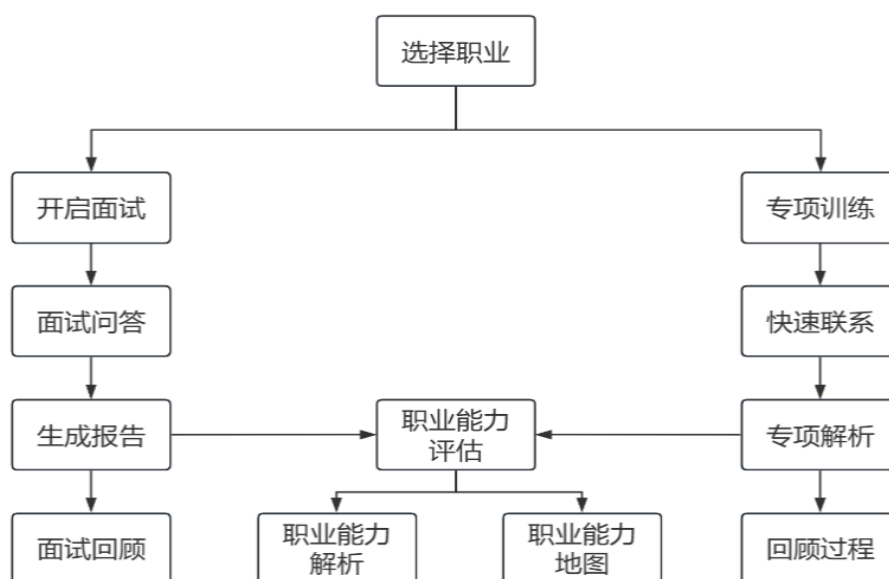 选择职业
开启面试
专项训练
面试问答
快速联系
生成报告
职业能力
评估
专项解析
面试回顾
职业能力
解析
职业能力
地图
回顾过程